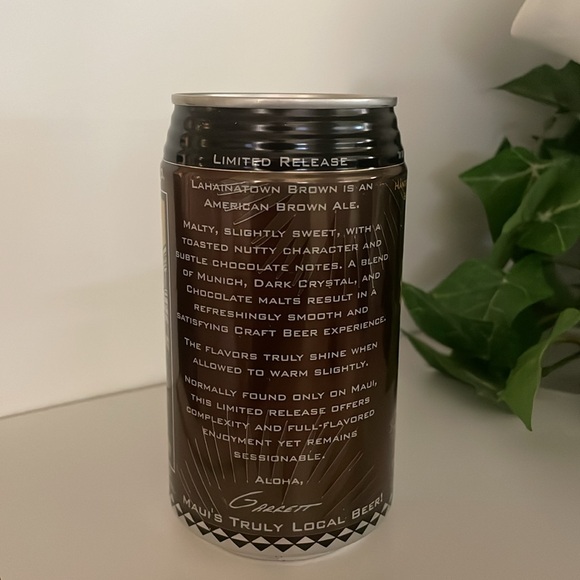 Limited Release
Lahainatown Brown is an
American Brown Ale.
Malty, slightly sweet, with a
toasted nutty character and
subtle chocolate notes. A blend
of Munich, Dark Crystal, and
Chocolate malts result in a
refreshingly smooth and
satisfying Craft Beer experience.
The flavors truly shine when
allowed to warm slightly.
Normally found only on Maui,
this limited release offers
complexity and full-flavored
enjoyment yet remains
sessionable.
Aloha,
Garrett
Maui's Truly Local Beer!